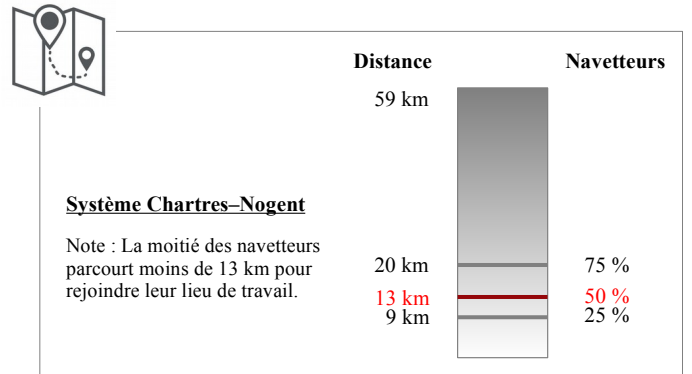 Distance Navetteurs
59 km
Système Chartres–Nogent
Note : La moitié des navetteurs
parcourt moins de 13 km pour
rejoindre leur lieu de travail.
20 km 75 %
13 km 50 %
9 km 25 %